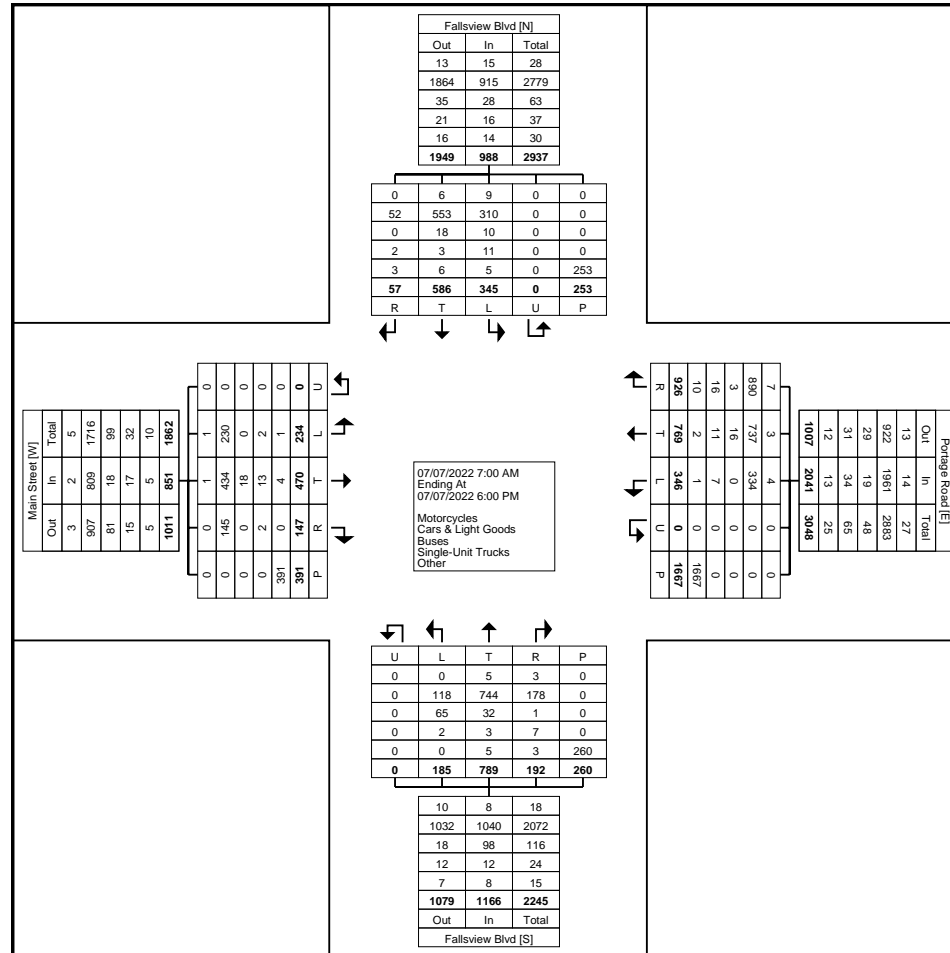 Fallsview Blvd [N]
Out In Total
13 15 28
1864 915 2779
35 28 63
21 16 37
16 14 30
1949 988 2937
0 6 9 0 0
52 553 310 0 0
0 18 10 0 0
2 3 11 0 0
3 6 5 0 253
57 586 345 0 253
R T L U P
Main Street [W]
Out In Total
3 2 5
907 809 1716
81 18 99
15 17 32
5 5 10
1011 851 1862
0 0 1 1 0
0 145 434 230 0
0 0 18 0 0
0 2 13 2 0
391 0 4 1 0
391 147 470 234 0
P R T L U
07/07/2022 7:00 AM
Ending At
07/07/2022 6:00 PM
Motorcycles
Cars & Light Goods
Buses
Single-Unit Trucks
Other
Portage Road [E]
Out In Total
13 14 27
922 1961 2883
29 19 48
31 34 65
12 13 25
1007 2041 3048
7 3 4 0 0
890 737 334 0 0
3 16 0 0 0
16 11 7 0 0
10 2 1 0 1667
926 769 346 0 1667
R T L U P
U L T R P
0 0 5 3 0
0 118 744 178 0
0 65 32 1 0
0 2 3 7 0
0 0 5 3 260
0 185 789 192 260
10 8 18
1032 1040 2072
18 98 116
12 12 24
7 8 15
1079 1166 2245
Out In Total
Fallsview Blvd [S]